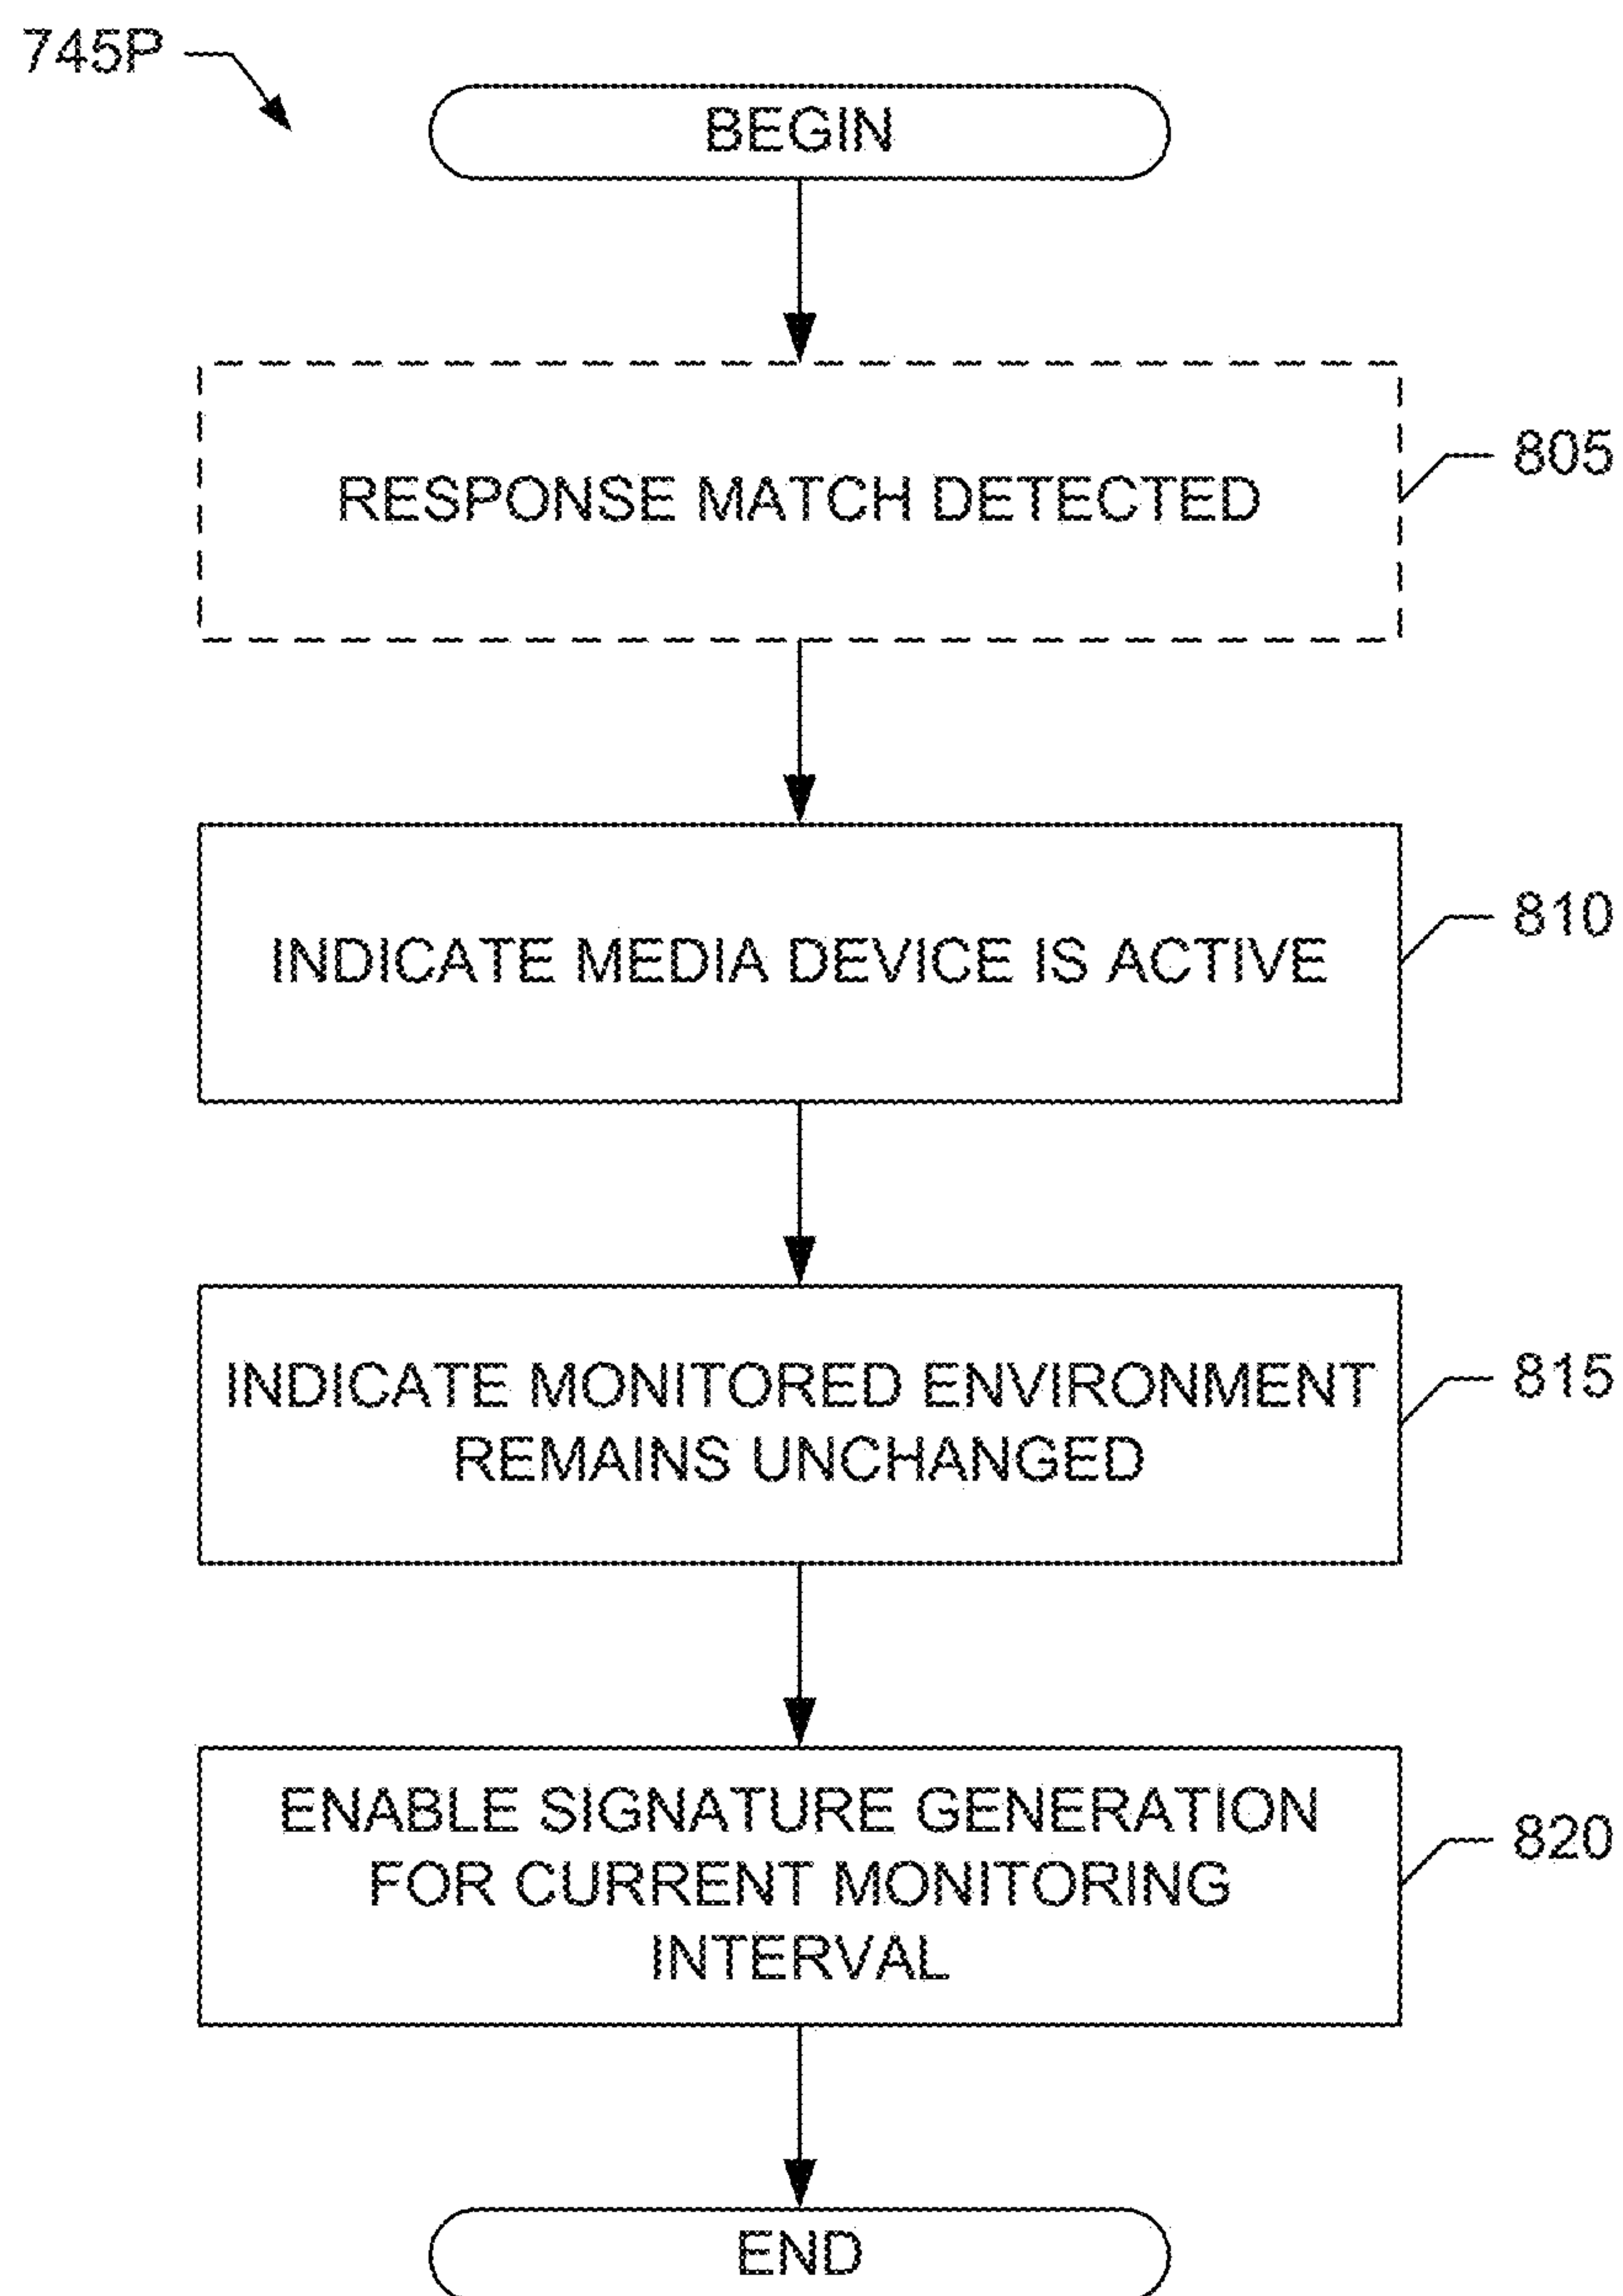 745P
BEGIN
RESPONSE MATCH DETECTED
805
INDICATE MEDIA DEVICE IS ACTIVE
810
INDICATE MONITORED ENVIRONMENT
REMAINS UNCHANGED
815
ENABLE SIGNATURE GENERATION
FOR CURRENT MONITORING
INTERVAL
820
END